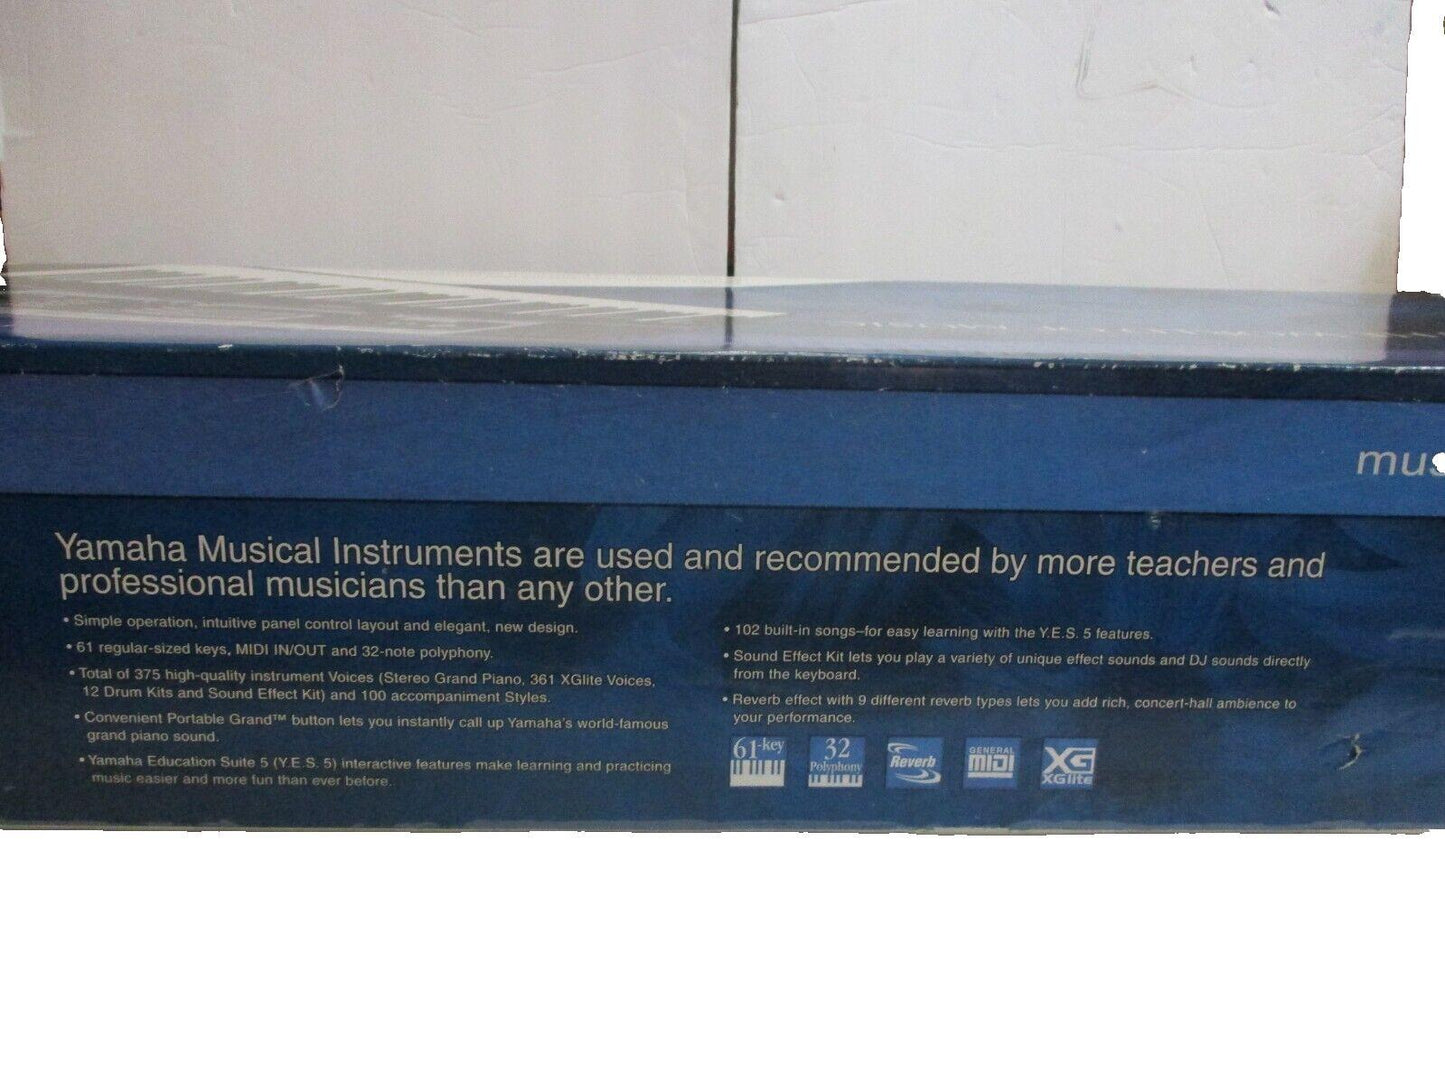 mus
Yamaha Musical Instruments are used and recommended by more teachers and
professional musicians than any other.
• Simple operation, intuitive panel control layout and elegant, new design.
• 61 regular-sized keys, MIDI IN/OUT and 32-note polyphony.
• Total of 375 high-quality instrument Voices (Stereo Grand Piano, 361 XGlite Voices,
12 Drum Kits and Sound Effect Kit) and 100 accompaniment Styles.
• Convenient Portable Grand™ button lets you instantly call up Yamaha's world-famous
grand piano sound.
• Yamaha Education Suite 5 (Y.E.S. 5) interactive features make learning and practicing
music easier and more fun than ever before.
• 102 built-in songs–for easy learning with the Y.E.S. 5 features.
• Sound Effect Kit lets you play a variety of unique effect sounds and DJ sounds directly
from the keyboard.
• Reverb effect with 9 different reverb types lets you add rich, concert-hall ambience to
your performance.
61-key
32
Polyphony
Reverb
GENERAL
MIDI
XG
XGlite